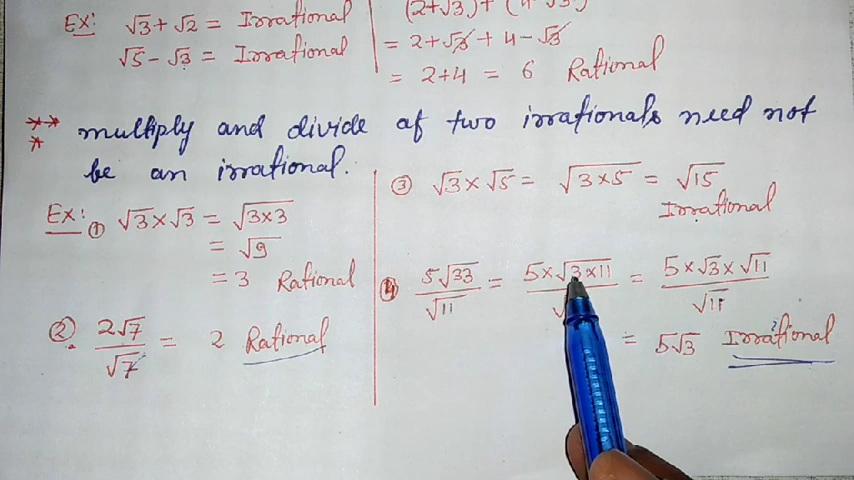 Ex: √3 + √2 = Irrational
√5 - √3 = Irrational
(2+√3) + (4-√3)
= 2+√3 + 4-√3
= 2+4 = 6 Rational
*** multiply and divide of two irrationals need not
be an irrational.
Ex: ① √3 × √3 = √3×3
= √9
= 3 Rational
② 2√7/√7 = 2 Rational
③ √3 × √5 = √3×5 = √15
Irrational
④ 5√33/√11 = 5×√3×11/√ = 5×√3×√11/√11
= 5√3 Irrational